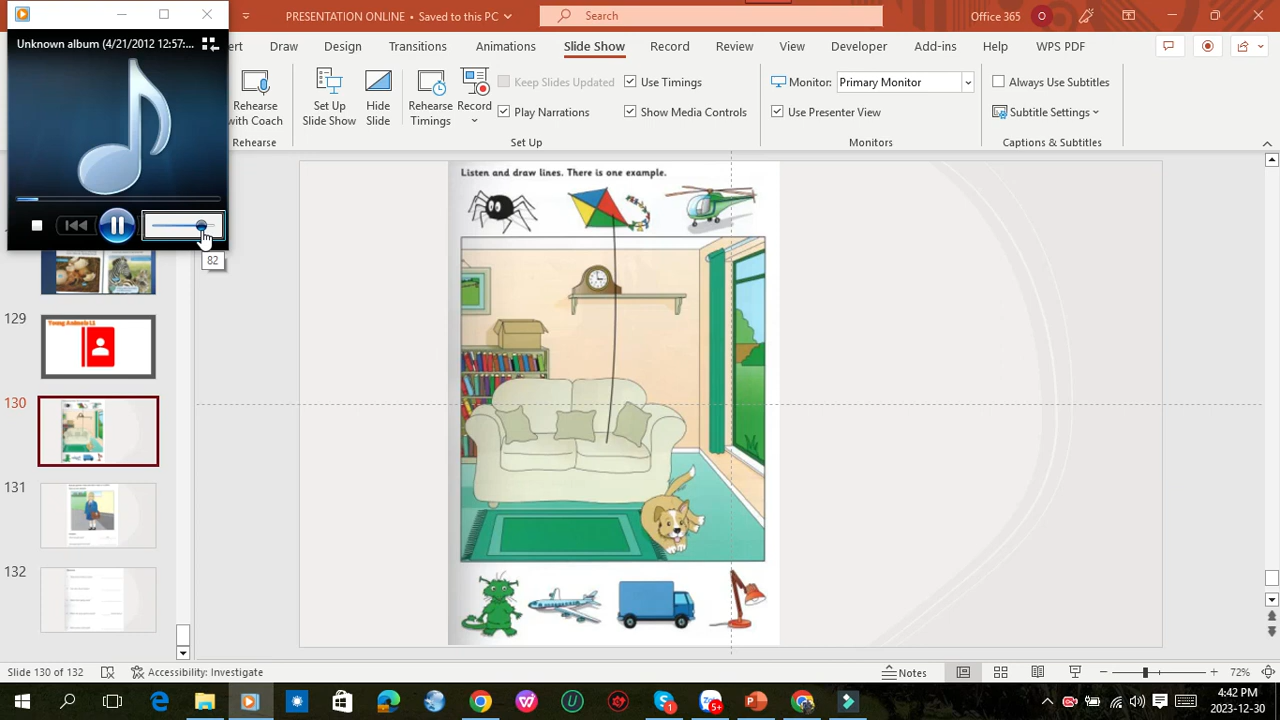 PRESENTATION ONLINE • Saved to this PC
Search
Office 365
Unknown album (4/21/2012 12:57:...
82
Draw
Design
Transitions
Animations
Slide Show
Record
Review
View
Developer
Add-ins
Help
WPS PDF
Rehearse
with Coach
Set Up
Slide Show
Hide
Slide
Rehearse
Timings
Record
Keep Slides Updated
Play Narrations
Use Timings
Show Media Controls
Monitor: Primary Monitor
Use Presenter View
Always Use Subtitles
Subtitle Settings
Rehearse
Set Up
Monitors
Captions & Subtitles
129
Young Animals L1
130
131
132
Listen and draw lines. There is one example.
Slide 130 of 132
Accessibility: Investigate
Notes
72%
4:42 PM
2023-12-30